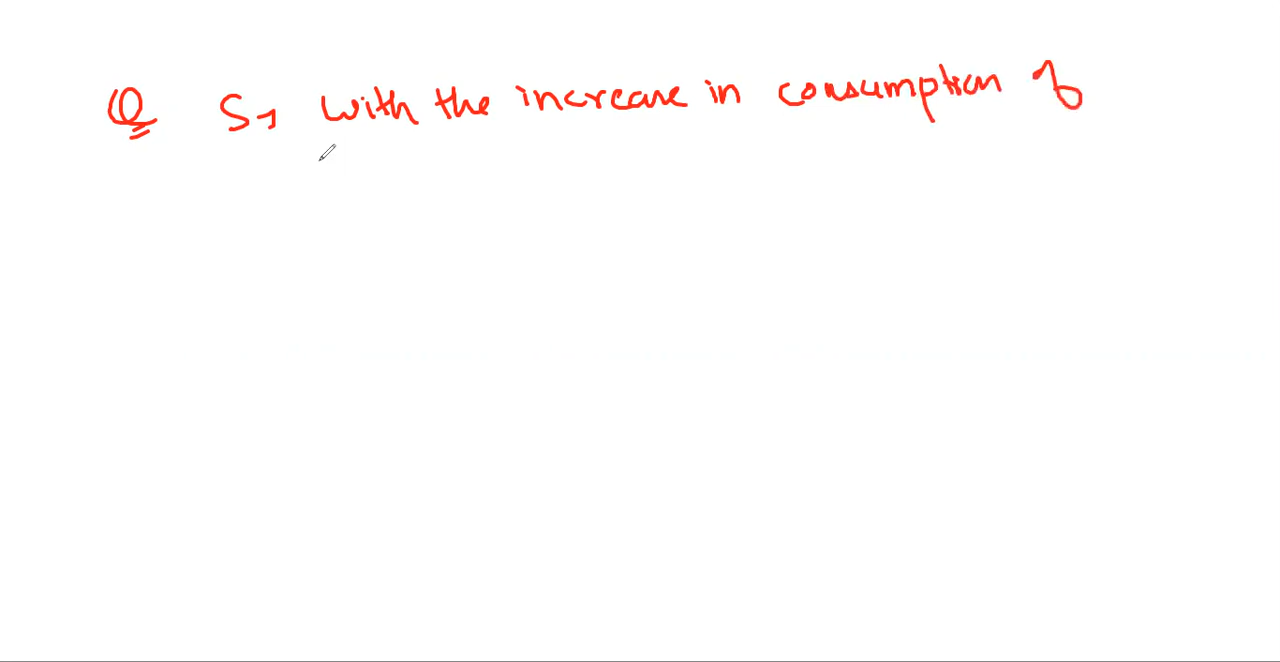 Q S1 with the increase in consumption of